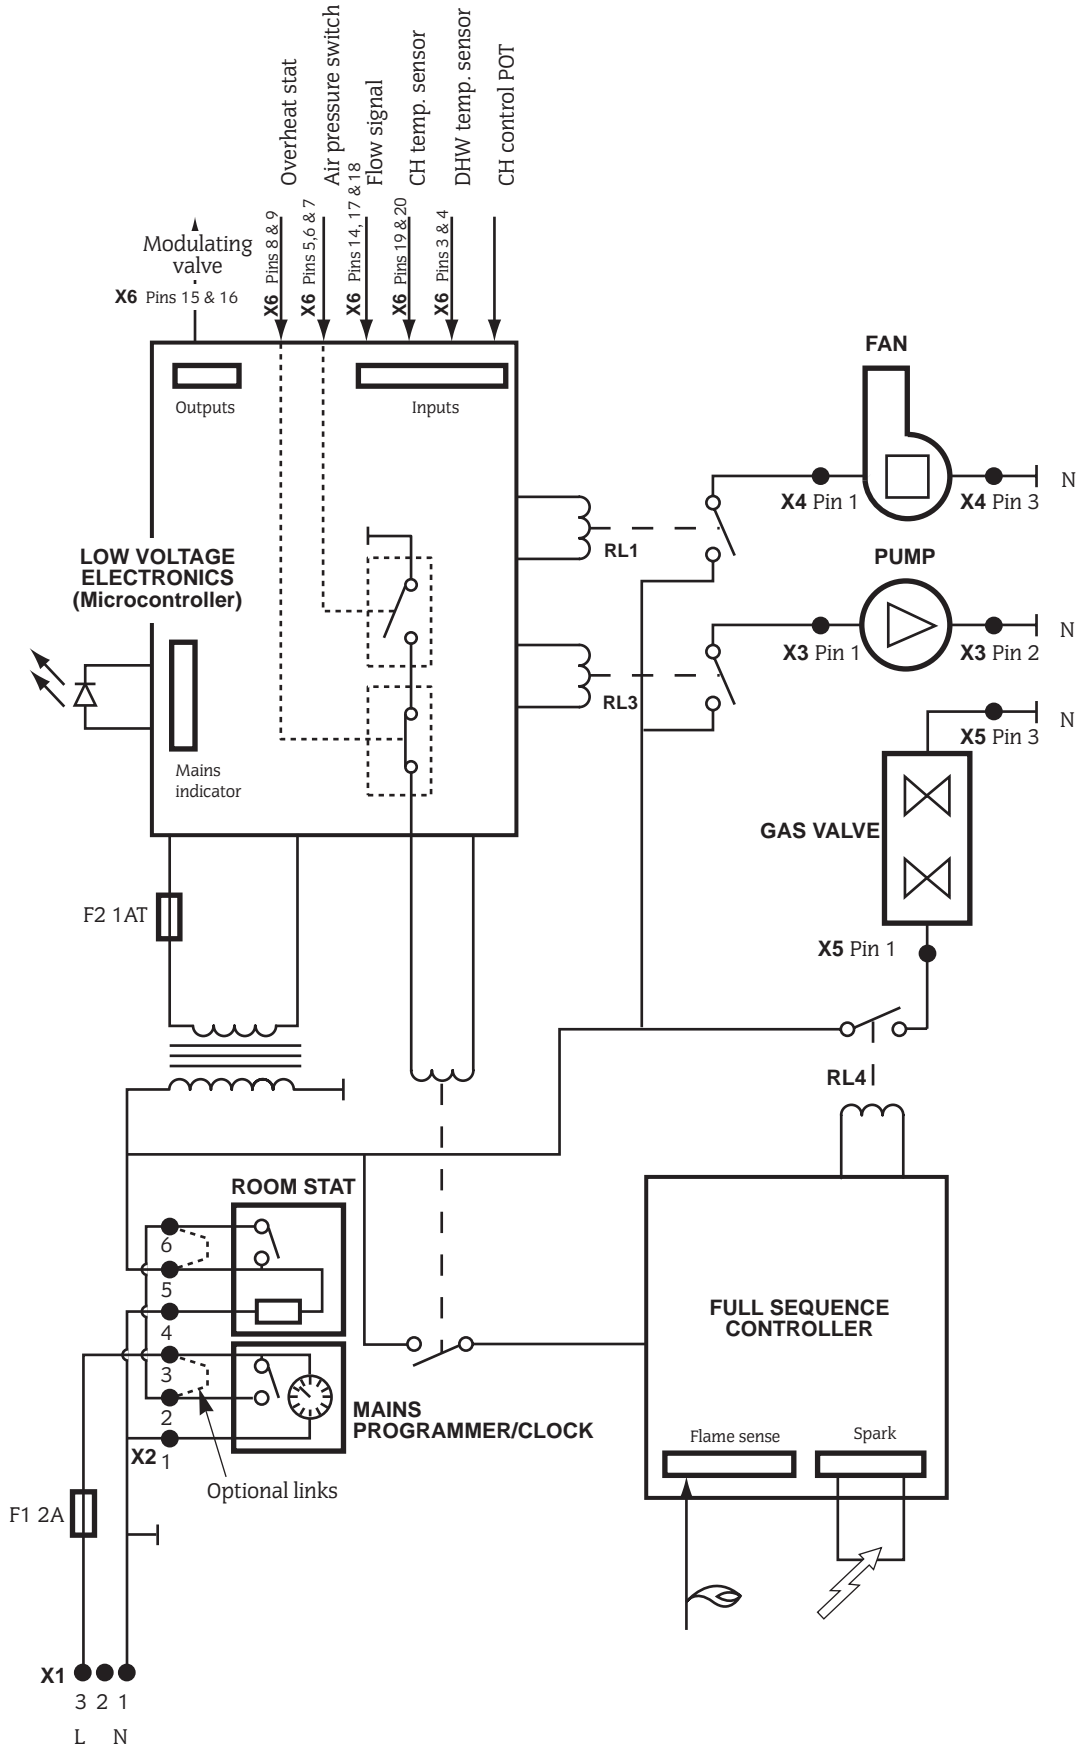 Overheat stat
Air pressure switch
Flow signal
CH temp. sensor
DHW temp. sensor
CH control POT
X6 Pins 8 & 9
X6 Pins 5,6 & 7
X6 Pins 14, 17 & 18
X6 Pins 19 & 20
X6 Pins 3 & 4
Modulating
valve
X6 Pins 15 & 16
Outputs
Inputs
FAN
X4 Pin 1
X4 Pin 3
N
RL1
LOW VOLTAGE
ELECTRONICS
(Microcontroller)
PUMP
X3 Pin 1
X3 Pin 2
N
RL3
X5 Pin 3
N
Mains
indicator
GAS VALVE
F2 1AT
X5 Pin 1
RL4
ROOM STAT
6
5
4
3
2
X2 1
MAINS
PROGRAMMER/CLOCK
Optional links
FULL SEQUENCE
CONTROLLER
Flame sense
Spark
F1 2A
X1
3 2 1
L N